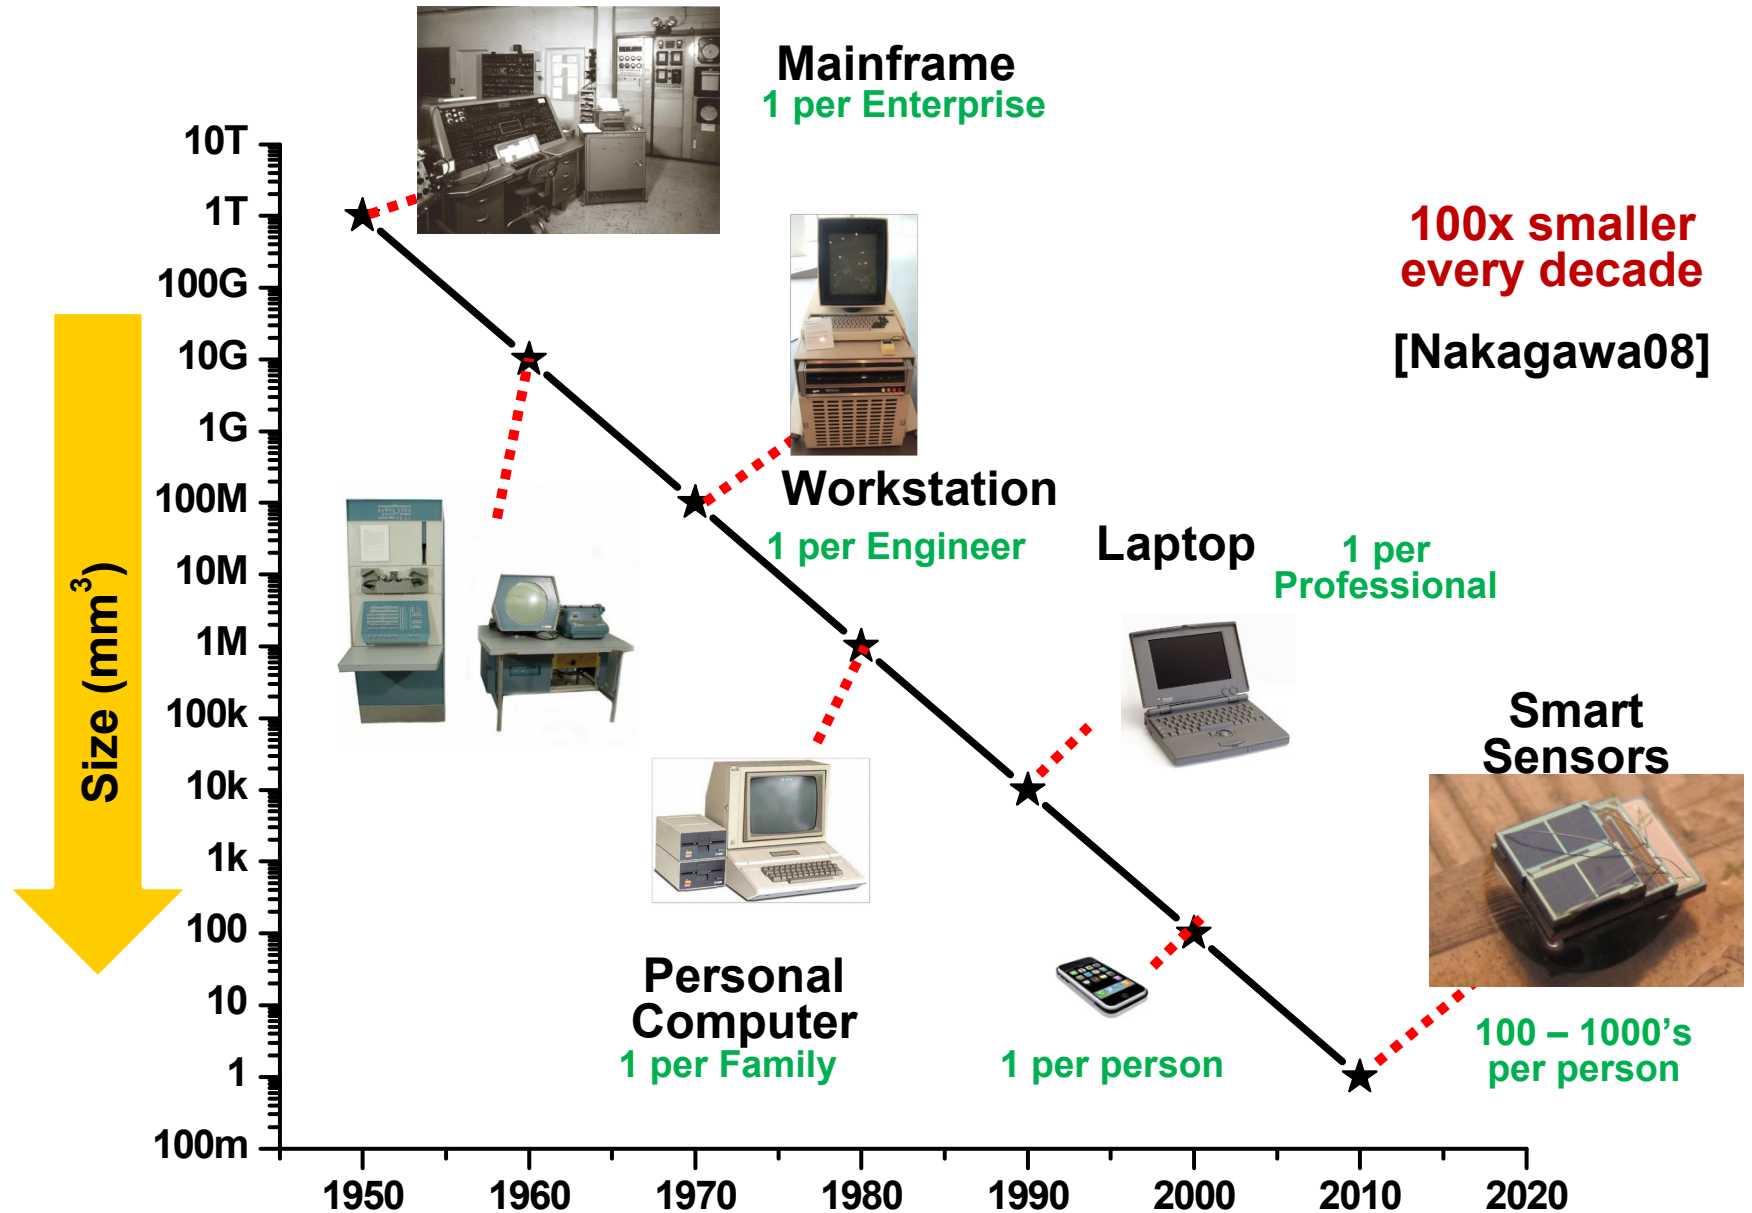 Mainframe
1 per Enterprise
10T
1T
100G
10G
1G
100M
10M
1M
100k
10k
1k
100
10
1
100m
Size (mm³)
100x smaller
every decade
[Nakagawa08]
Workstation
1 per Engineer
Laptop
1 per
Professional
Smart
Sensors
Personal
Computer
1 per Family
1 per person
100 – 1000’s
per person
1950
1960
1970
1980
1990
2000
2010
2020